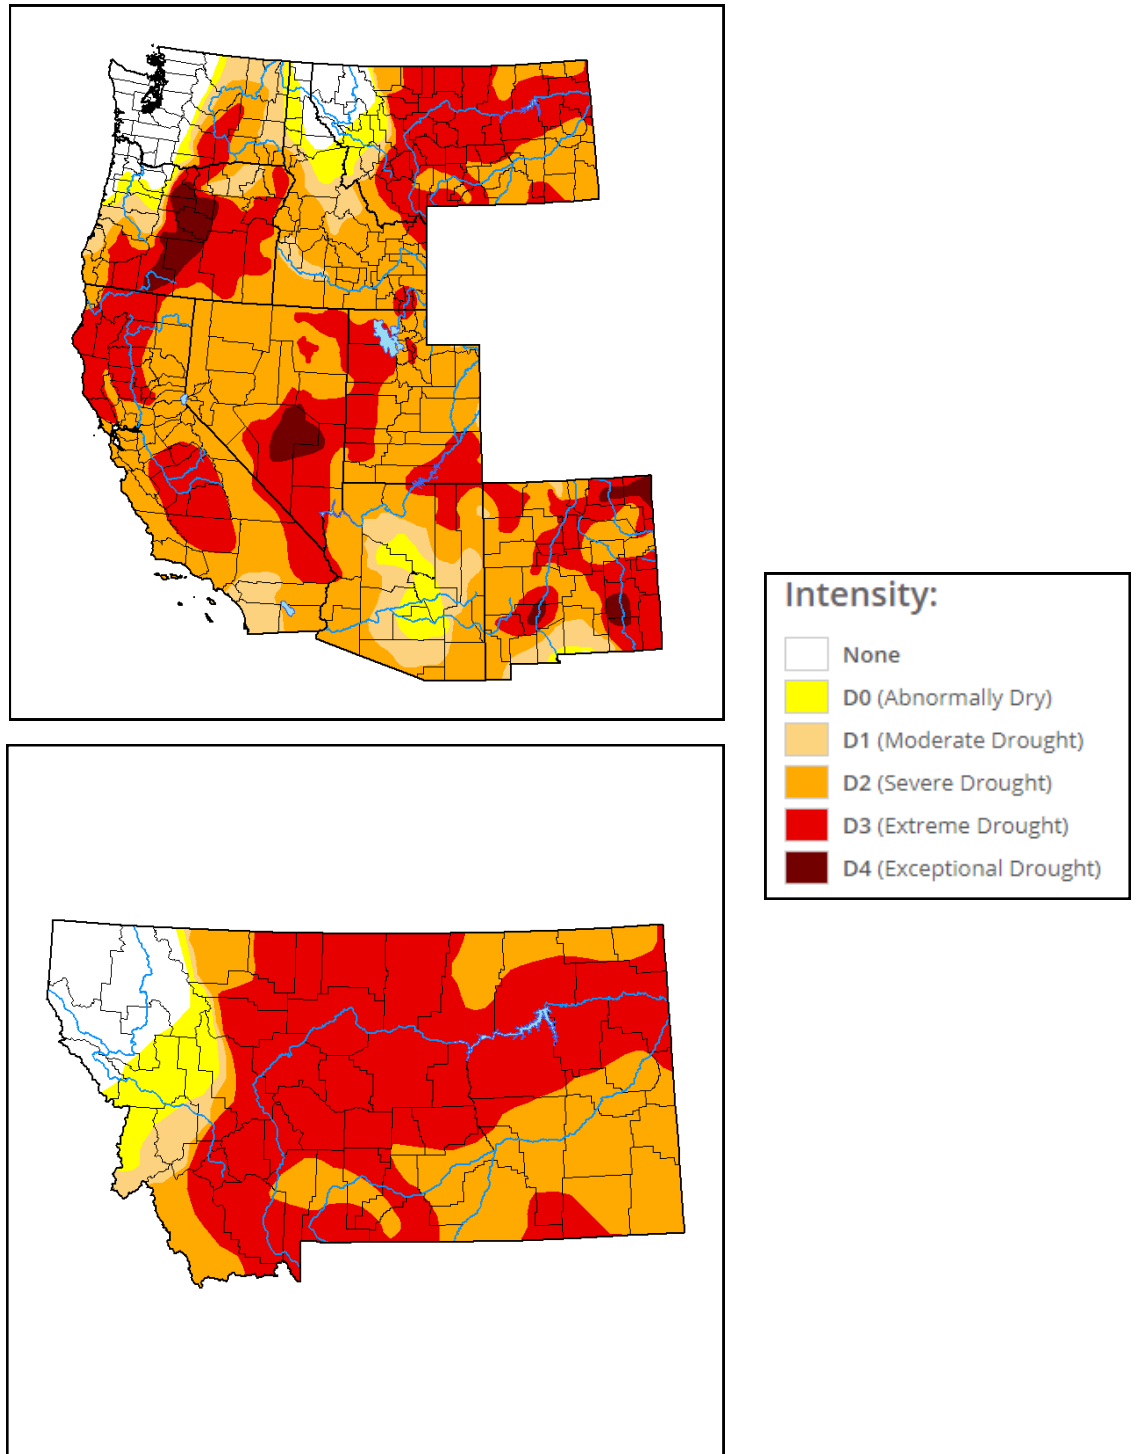 Intensity:
None
D0 (Abnormally Dry)
D1 (Moderate Drought)
D2 (Severe Drought)
D3 (Extreme Drought)
D4 (Exceptional Drought)